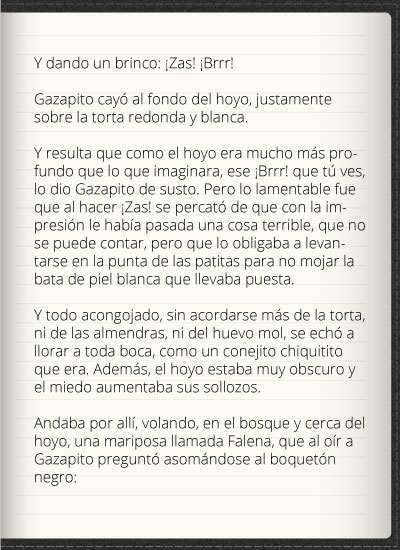 Y dando un brinco: ¡Zas! ¡Brrr!
Gazapito cayó al fondo del hoyo, justamente
sobre la torta redonda y blanca.
Y resulta que como el hoyo era mucho más pro-
fundo que lo que imaginara, ese ¡Brrr! que tú ves,
lo dio Gazapito de susto. Pero lo lamentable fue
que al hacer ¡Zas! se percató de que con la im-
presión le había pasada una cosa terrible, que no
se puede contar, pero que lo obligaba a levan-
tarse en la punta de las patitas para no mojar la
bata de piel blanca que llevaba puesta.
Y todo acongojado, sin acordarse más de la torta,
ni de las almendras, ni del huevo mol, se echó a
llorar a toda boca, como un conejito chiquitito
que era. Además, el hoyo estaba muy obscuro y
el miedo aumentaba sus sollozos.
Andaba por allí, volando, en el bosque y cerca del
hoyo, una mariposa llamada Falena, que al oír a
Gazapito preguntó asomándose al boquetón
negro: